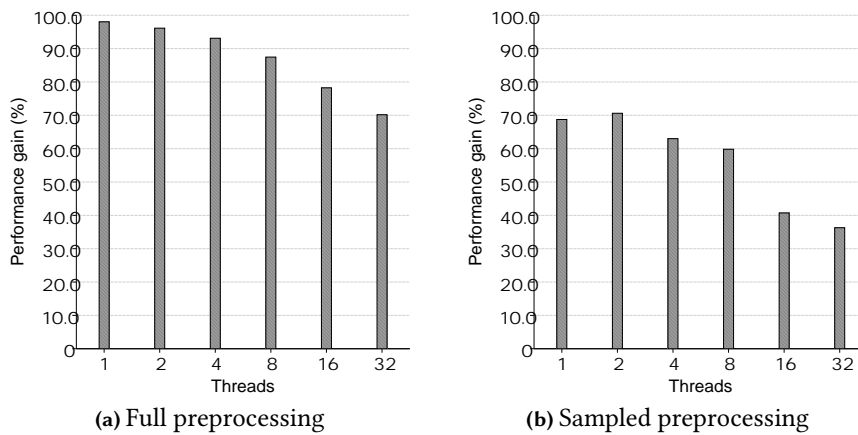 Performance gain (%)
100.0
90.0
80.0
70.0
60.0
50.0
40.0
30.0
20.0
10.0
0
1 2 4 8 16 32
Threads
(a) Full preprocessing
Performance gain (%)
100.0
90.0
80.0
70.0
60.0
50.0
40.0
30.0
20.0
10.0
0
1 2 4 8 16 32
Threads
(b) Sampled preprocessing